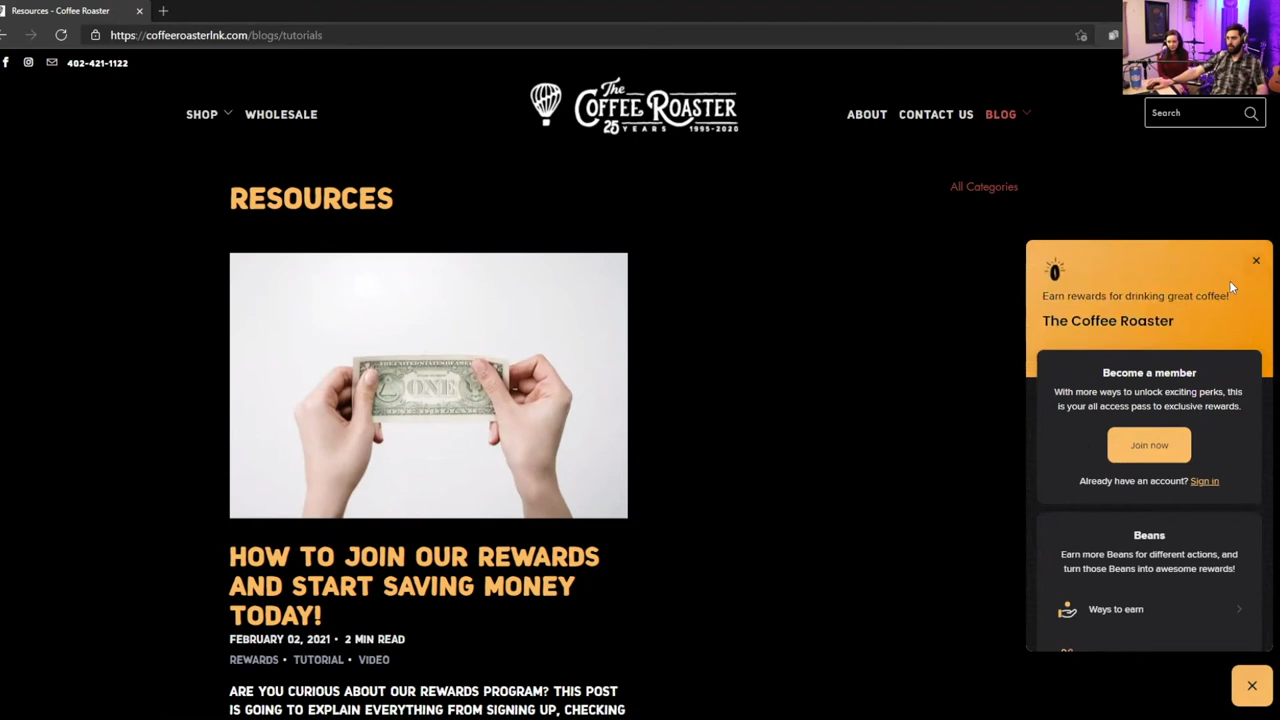 Resources - Coffee Roaster
https://coffeeroasterlnk.com/blogs/tutorials
402-421-1122
SHOP WHOLESALE
The
COFFEE ROASTER
25 YEARS 1995-2020
ABOUT CONTACT US BLOG
Search
RESOURCES
All Categories
Earn rewards for drinking great coffee!
The Coffee Roaster
Become a member
With more ways to unlock exciting perks, this
is your all access pass to exclusive rewards.
Join now
Already have an account? Sign in
Beans
Earn more Beans for different actions, and
turn those Beans into awesome rewards!
Ways to earn
THE UNITED STATES OF AMERICA
ONE
HOW TO JOIN OUR REWARDS
AND START SAVING MONEY
TODAY!
FEBRUARY 02, 2021 • 2 MIN READ
REWARDS • TUTORIAL • VIDEO
ARE YOU CURIOUS ABOUT OUR REWARDS PROGRAM? THIS POST
IS GOING TO EXPLAIN EVERYTHING FROM SIGNING UP, CHECKING